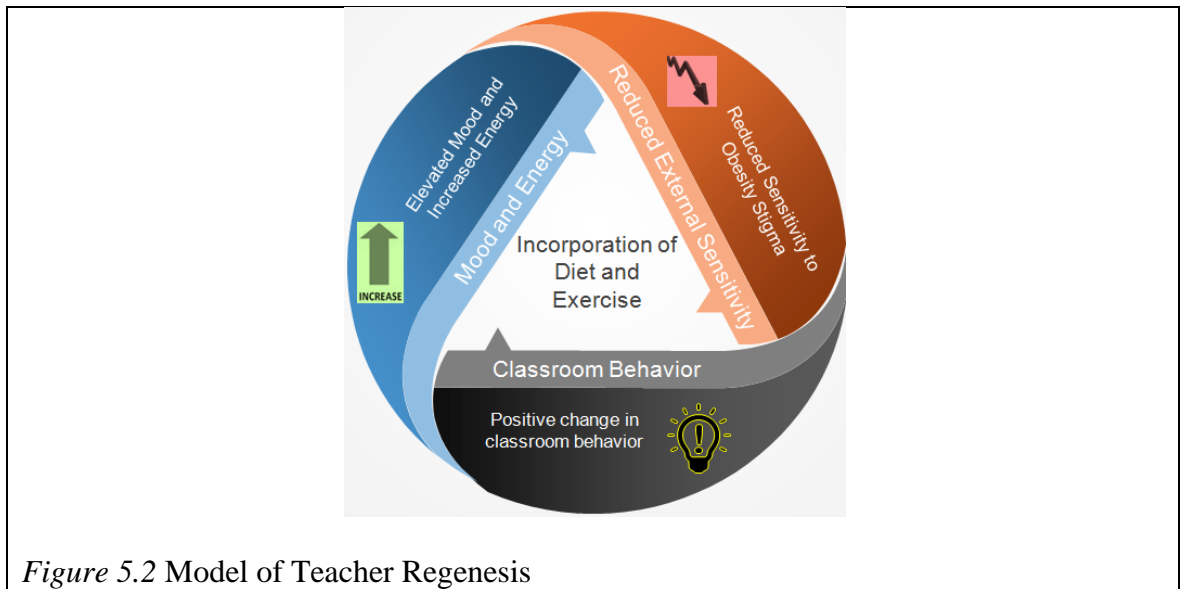 Elevated Mood and
Increased Energy
INCREASE
Mood and Energy
Reduced External Sensitivity
Reduced Sensitivity to
Obesity Stigma
Incorporation of
Diet and
Exercise
Classroom Behavior
Positive change in
classroom behavior
Figure 5.2 Model of Teacher Regenesis